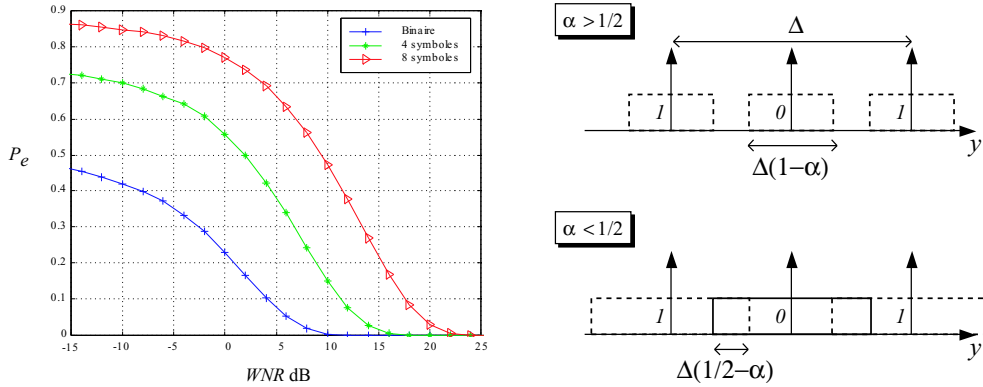 0.9
0.8
0.7
0.6
0.5
0.4
0.3
0.2
0.1
0
P_e
-15 -10 -5 0 5 10 15 20 25
WNR dB
Binaire
4 symboles
8 symboles
α > 1/2
Δ
1 0 1
y
Δ(1−α)
α < 1/2
1 0 1
y
Δ(1/2−α)